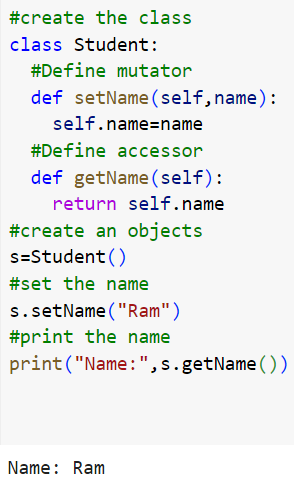 #create the class
class Student:
  #Define mutator
  def setName(self,name):
    self.name=name
  #Define accessor
  def getName(self):
    return self.name
#create an objects
s=Student()
#set the name
s.setName("Ram")
#print the name
print("Name:",s.getName())
Name: Ram